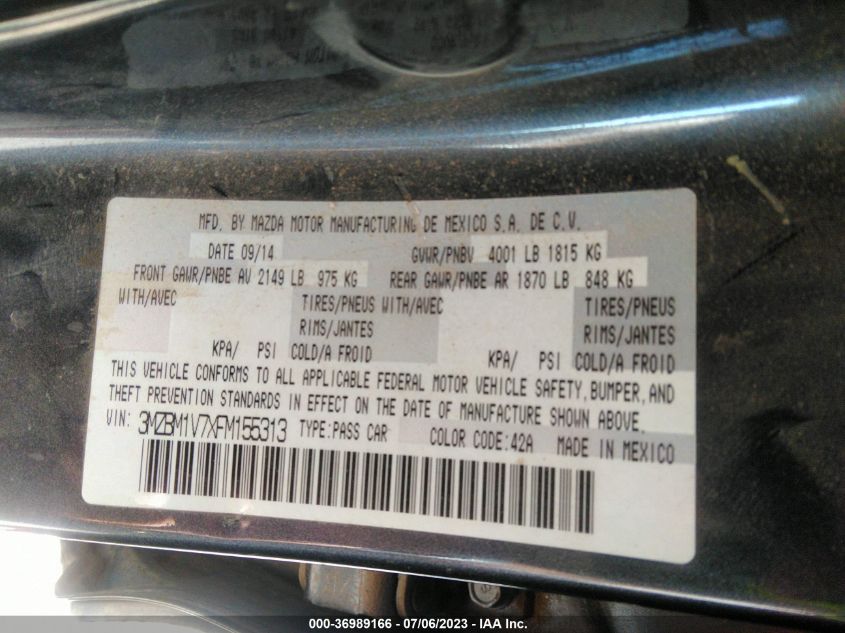 MFD. BY MAZDA MOTOR MANUFACTURING DE MEXICO S.A. DE C.V.
DATE 09/14 GVWR/PNBV 4001 LB 1815 KG
FRONT GAWR/PNBE AV 2149 LB 975 KG REAR GAWR/PNBE AR 1870 LB 848 KG
WITH/AVEC TIRES/PNEUS WITH/AVEC TIRES/PNEUS
RIMS/JANTES RIMS/JANTES
KPA/ PSI COLD/A FROID KPA/ PSI COLD/A FROID
THIS VEHICLE CONFORMS TO ALL APPLICABLE FEDERAL MOTOR VEHICLE SAFETY, BUMPER, AND
THEFT PREVENTION STANDARDS IN EFFECT ON THE DATE OF MANUFACTURE SHOWN ABOVE.
VIN: 3MZBM1V7XFM155313 TYPE:PASS CAR COLOR CODE:42A MADE IN MEXICO
000-36989166 - 07/06/2023 - © IAA Inc.